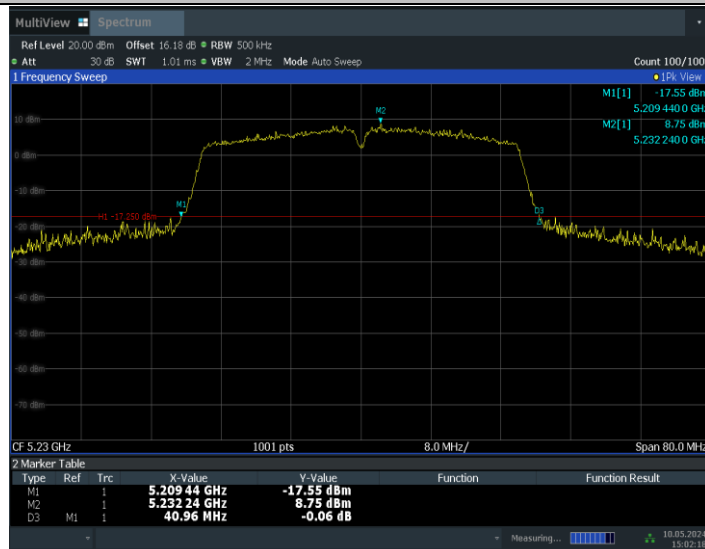 MultiView Spectrum
Ref Level 20.00 dBm Offset 16.18 dB RBW 500 kHz
Att 30 dB SWT 1.01 ms VBW 2 MHz Mode Auto Sweep Count 100/100
1 Frequency Sweep 1Pk View
M1[1] -17.55 dBm
5.209 440 0 GHz
M2[1] 8.75 dBm
5.232 240 0 GHz
M2
10 dBm
0 dBm
-10 dBm
M1
H1 -17.250 dBm
D3
-20 dBm
-30 dBm
-40 dBm
-50 dBm
-60 dBm
-70 dBm
CF 5.23 GHz 1001 pts 8.0 MHz/ Span 80.0 MHz
2 Marker Table
Type Ref Trc X-Value Y-Value Function Function Result
M1 1 5.209 44 GHz -17.55 dBm
M2 1 5.232 24 GHz 8.75 dBm
D3 M1 1 40.96 MHz -0.06 dB
Measuring... 10.05.2024
15:02:18